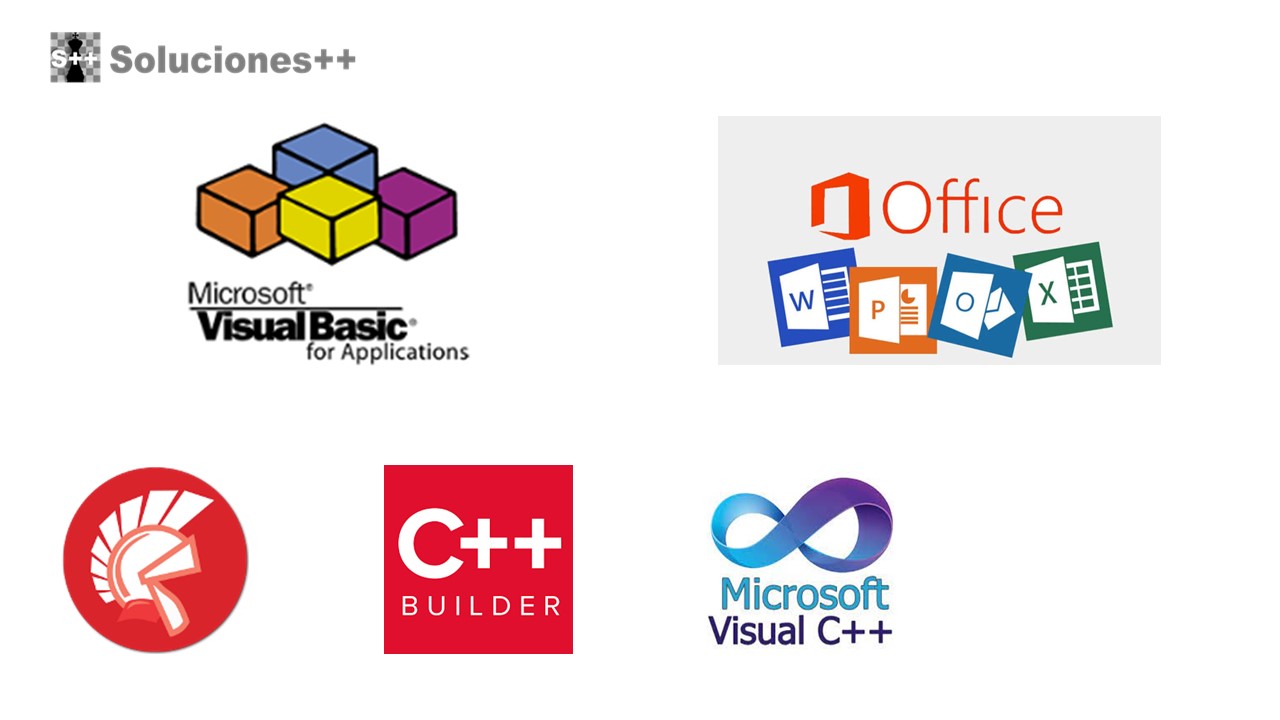 S++ Soluciones++
Microsoft®
Visual Basic®
for Applications
Office
W P O X
C++
BUILDER
Microsoft
Visual C++